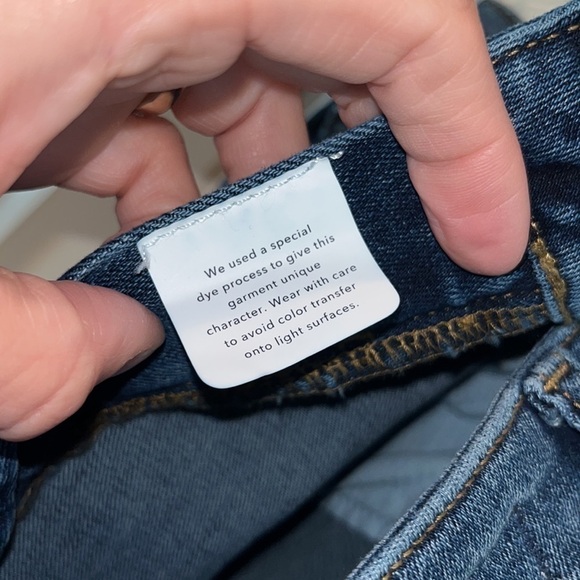 We used a special
dye process to give this
garment unique
character. Wear with care
to avoid color transfer
onto light surfaces.